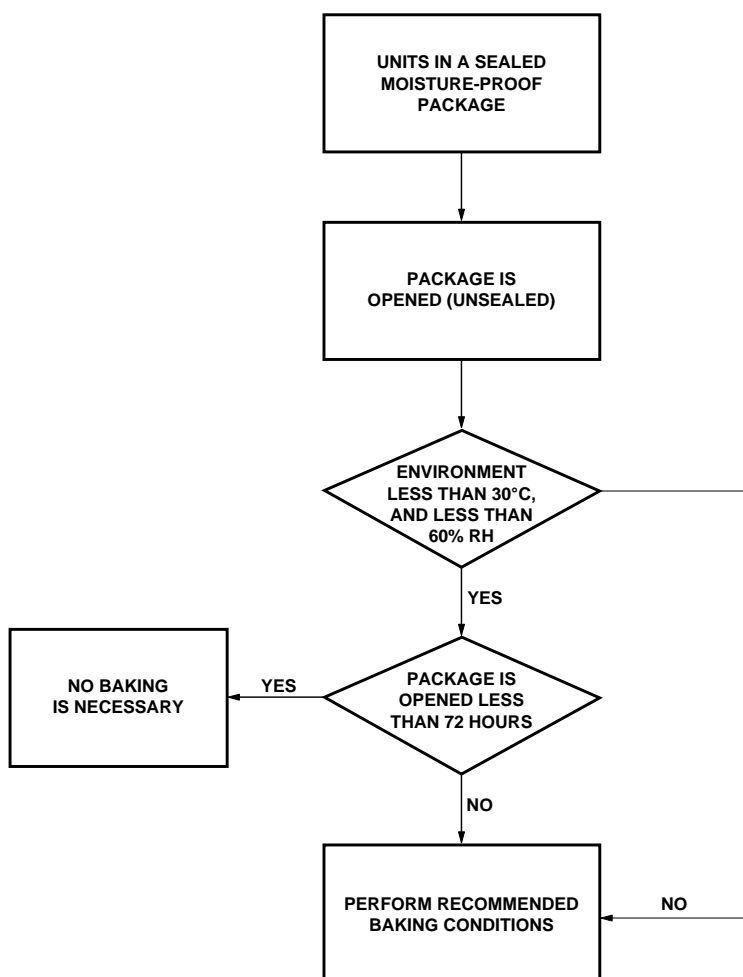 UNITS IN A SEALED
MOISTURE-PROOF
PACKAGE
PACKAGE IS
OPENED (UNSEALED)
ENVIRONMENT
LESS THAN 30°C,
AND LESS THAN
60% RH
YES
NO BAKING
IS NECESSARY
YES
PACKAGE IS
OPENED LESS
THAN 72 HOURS
NO
PERFORM RECOMMENDED
BAKING CONDITIONS
NO